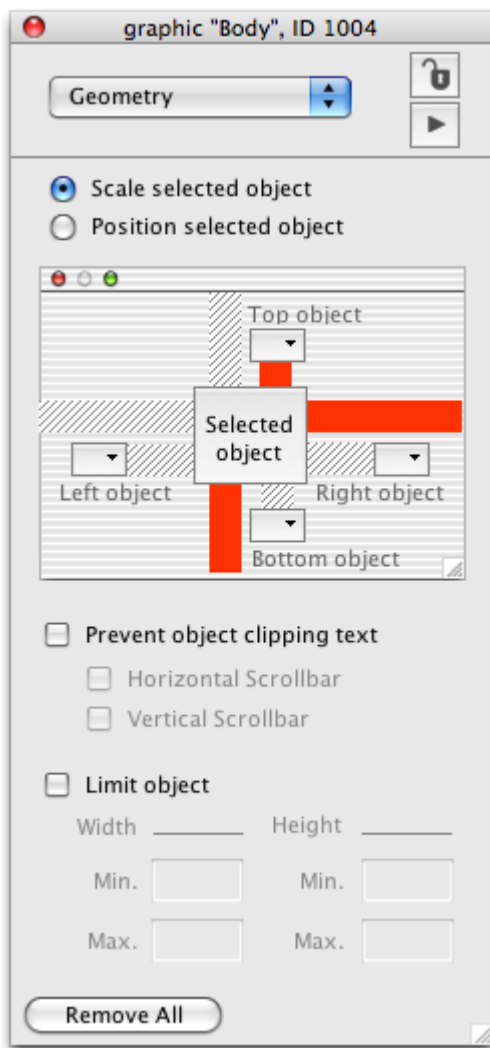 graphic "Body", ID 1004
Geometry
Scale selected object
Position selected object
Top object
Selected
object
Left object
Right object
Bottom object
Prevent object clipping text
Horizontal Scrollbar
Vertical Scrollbar
Limit object
Width Height
Min. Min.
Max. Max.
Remove All